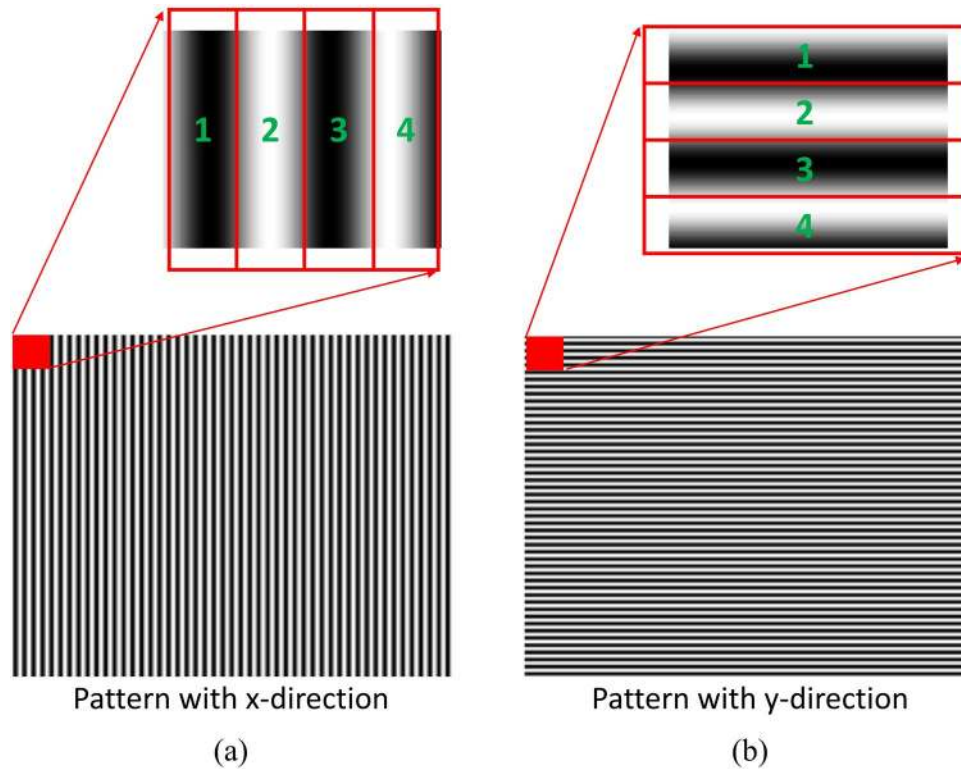 1 2 3 4
1
2
3
4
Pattern with x-direction
Pattern with y-direction
(a)
(b)